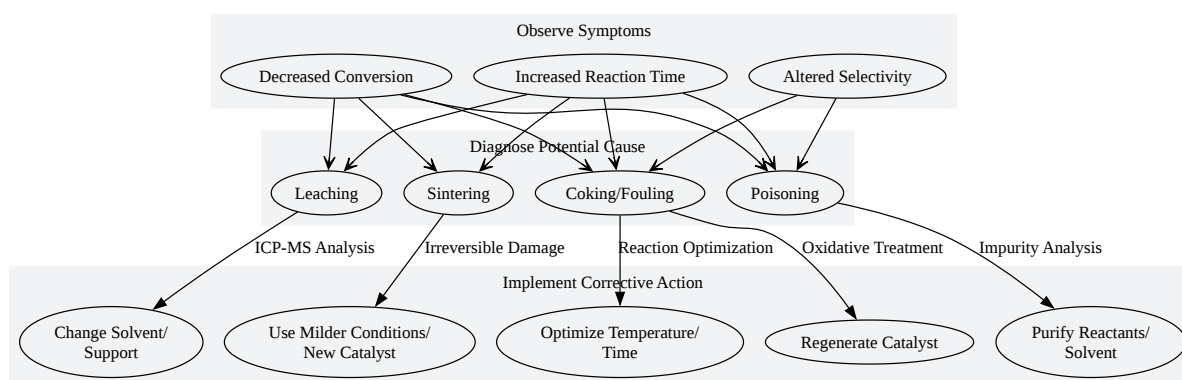 Observe Symptoms
Decreased Conversion
Increased Reaction Time
Altered Selectivity
Diagnose Potential Cause
Leaching
Sintering
Coking/Fouling
Poisoning
ICP-MS Analysis
Irreversible Damage
Reaction Optimization
Oxidative Treatment
Impurity Analysis
Implement Corrective Action
Change Solvent/
Support
Use Milder Conditions/
New Catalyst
Optimize Temperature/
Time
Regenerate Catalyst
Purify Reactants/
Solvent